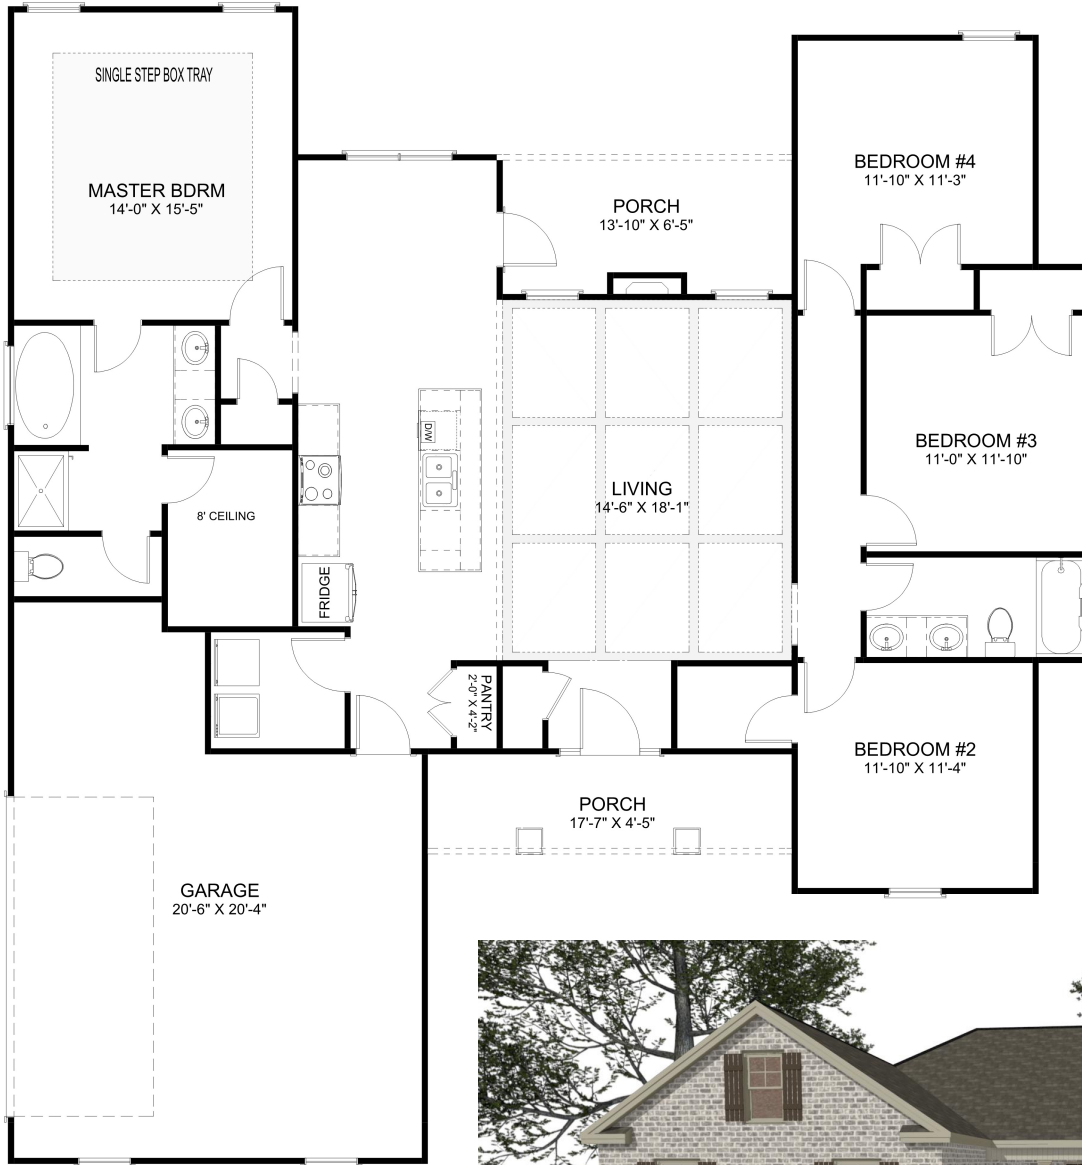 SINGLE STEP BOX TRAY
MASTER BDRM
14'-0" X 15'-5"
PORCH
13'-10" X 6'-5"
BEDROOM #4
11'-10" X 11'-3"
BEDROOM #3
11'-0" X 11'-10"
D/W
LIVING
14'-6" X 18'-1"
8' CEILING
FRIDGE
PANTRY
2'-0" X 4'-2"
BEDROOM #2
11'-10" X 11'-4"
PORCH
17'-7" X 4'-5"
GARAGE
20'-6" X 20'-4"